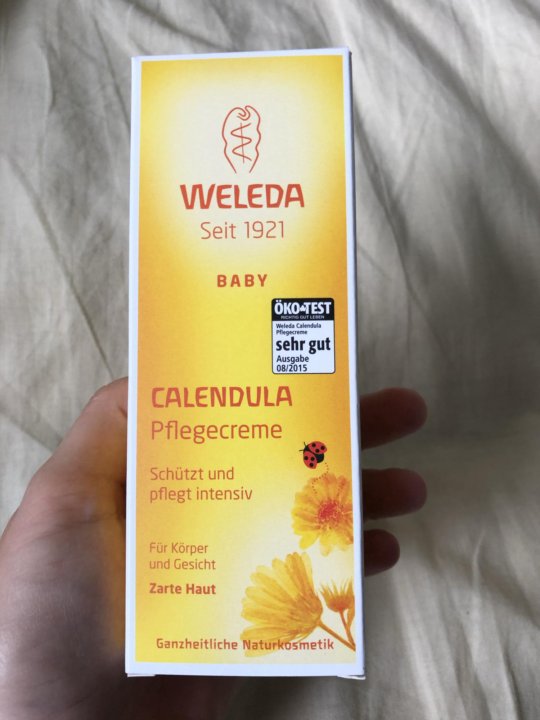 WELEDA
Seit 1921
BABY
ÖKO-TEST
RICHTIG GUT LEBEN
Weleda Calendula
Pflegecreme
sehr gut
Ausgabe
08/2015
CALENDULA
Pflegecreme
Schützt und
pflegt intensiv
Für Körper
und Gesicht
Zarte Haut
Ganzheitliche Naturkosmetik